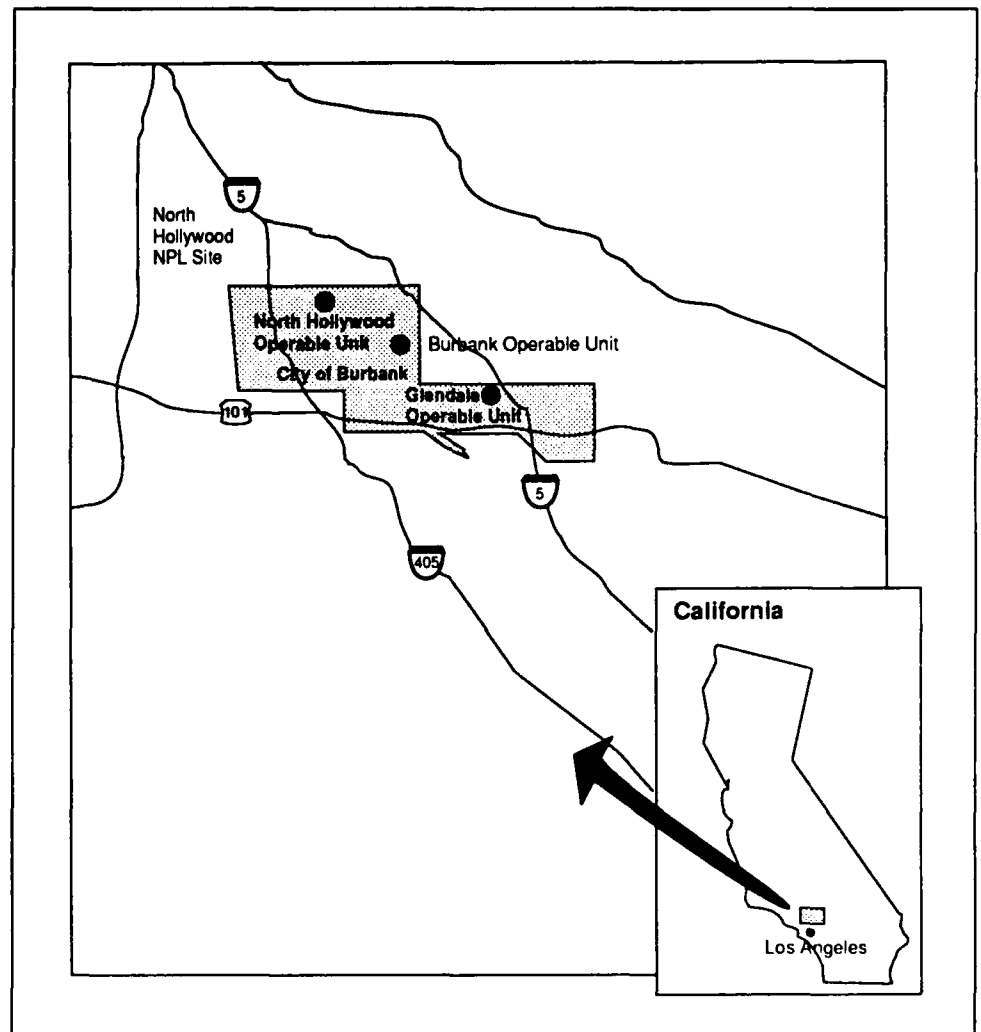 5
North
Hollywood
NPL Site
North Hollywood
Operable Unit
Burbank Operable Unit
City of Burbank
Glendale
Operable Unit
101
5
405
California
Los Angeles